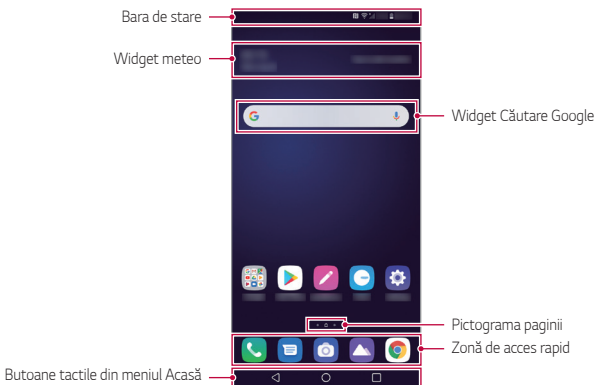 Bara de stare
Widget meteo
Widget Căutare Google
Pictograma paginii
Zonă de acces rapid
Butoane tactile din meniul Acasă